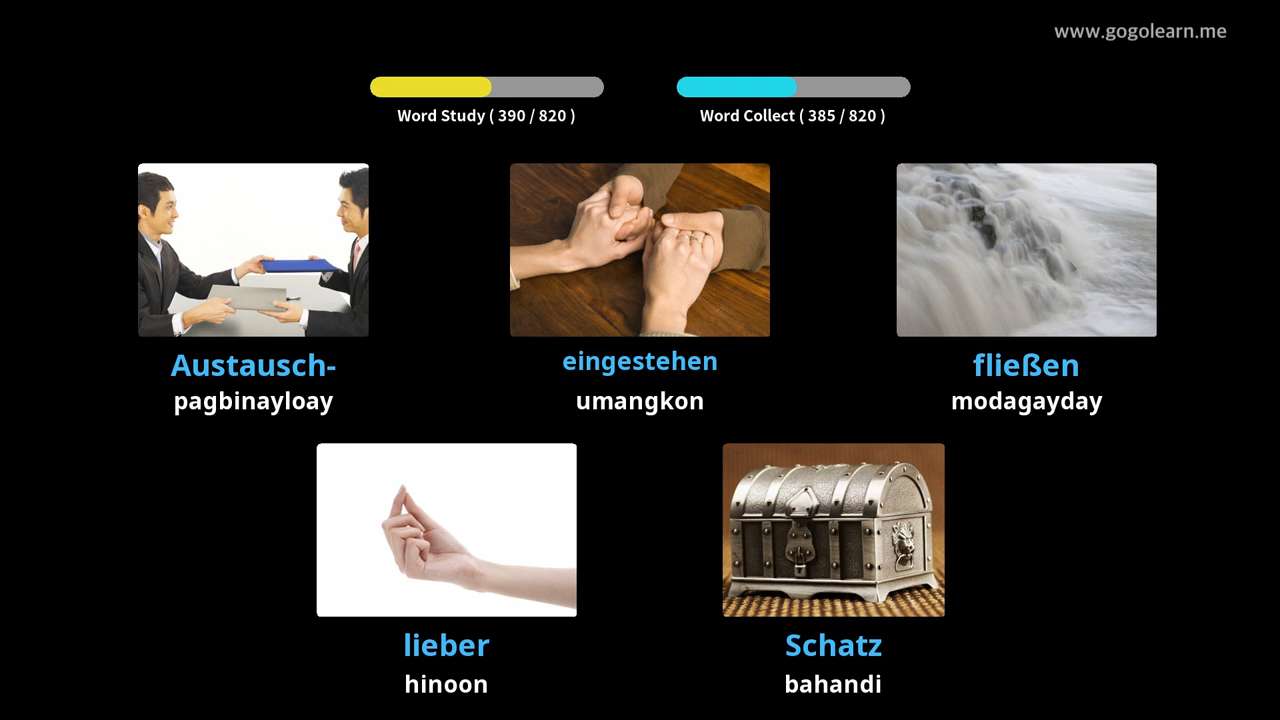 www.gogolearn.me
Word Study ( 390 / 820 )
Word Collect ( 385 / 820 )
Austausch-
pagbinayloay
eingestehen
umangkon
fließen
modagayday
lieber
hinoon
Schatz
bahandi